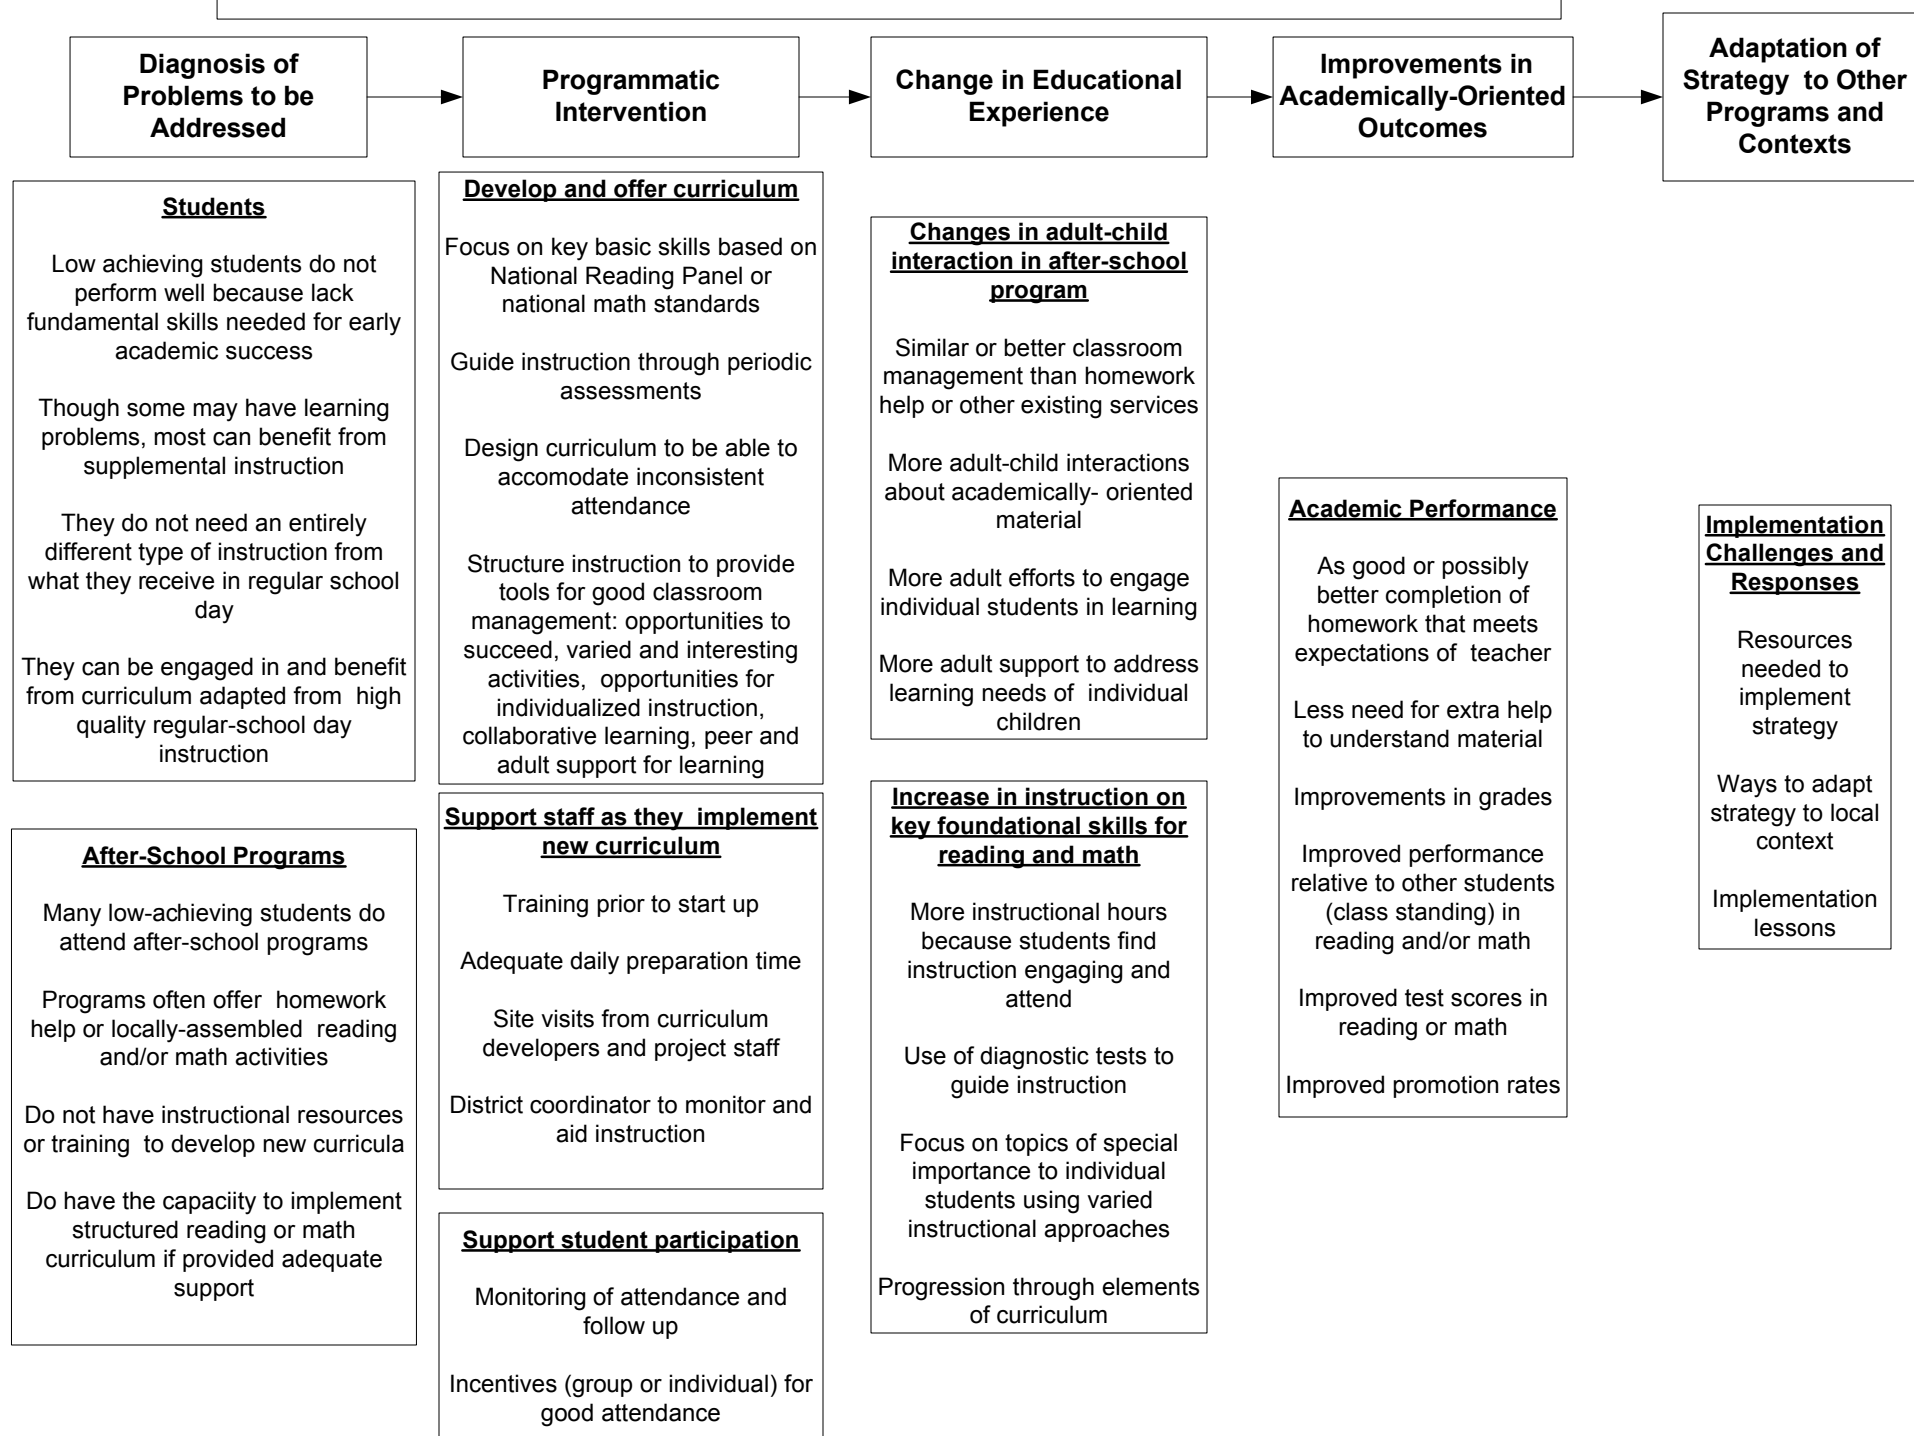 Diagnosis of
Problems to be
Addressed
Programmatic
Intervention
Change in Educational
Experience
Improvements in
Academically-Oriented
Outcomes
Adaptation of
Strategy to Other
Programs and
Contexts
Students
Low achieving students do not
perform well because lack
fundamental skills needed for early
academic success
Though some may have learning
problems, most can benefit from
supplemental instruction
They do not need an entirely
different type of instruction from
what they receive in regular school
day
They can be engaged in and benefit
from curriculum adapted from high
quality regular-school day
instruction
After-School Programs
Many low-achieving students do
attend after-school programs
Programs often offer homework
help or locally-assembled reading
and/or math activities
Do not have instructional resources
or training to develop new curricula
Do have the capaciity to implement
structured reading or math
curriculum if provided adequate
support
Develop and offer curriculum
Focus on key basic skills based on
National Reading Panel or
national math standards
Guide instruction through periodic
assessments
Design curriculum to be able to
accomodate inconsistent
attendance
Structure instruction to provide
tools for good classroom
management: opportunities to
succeed, varied and interesting
activities, opportunities for
individualized instruction,
collaborative learning, peer and
adult support for learning
Support staff as they implement
new curriculum
Training prior to start up
Adequate daily preparation time
Site visits from curriculum
developers and project staff
District coordinator to monitor and
aid instruction
Support student participation
Monitoring of attendance and
follow up
Incentives (group or individual) for
good attendance
Changes in adult-child
interaction in after-school
program
Similar or better classroom
management than homework
help or other existing services
More adult-child interactions
about academically- oriented
material
More adult efforts to engage
individual students in learning
More adult support to address
learning needs of individual
children
Increase in instruction on
key foundational skills for
reading and math
More instructional hours
because students find
instruction engaging and
attend
Use of diagnostic tests to
guide instruction
Focus on topics of special
importance to individual
students using varied
instructional approaches
Progression through elements
of curriculum
Academic Performance
As good or possibly
better completion of
homework that meets
expectations of teacher
Less need for extra help
to understand material
Improvements in grades
Improved performance
relative to other students
(class standing) in
reading and/or math
Improved test scores in
reading or math
Improved promotion rates
Implementation
Challenges and
Responses
Resources
needed to
implement
strategy
Ways to adapt
strategy to local
context
Implementation
lessons